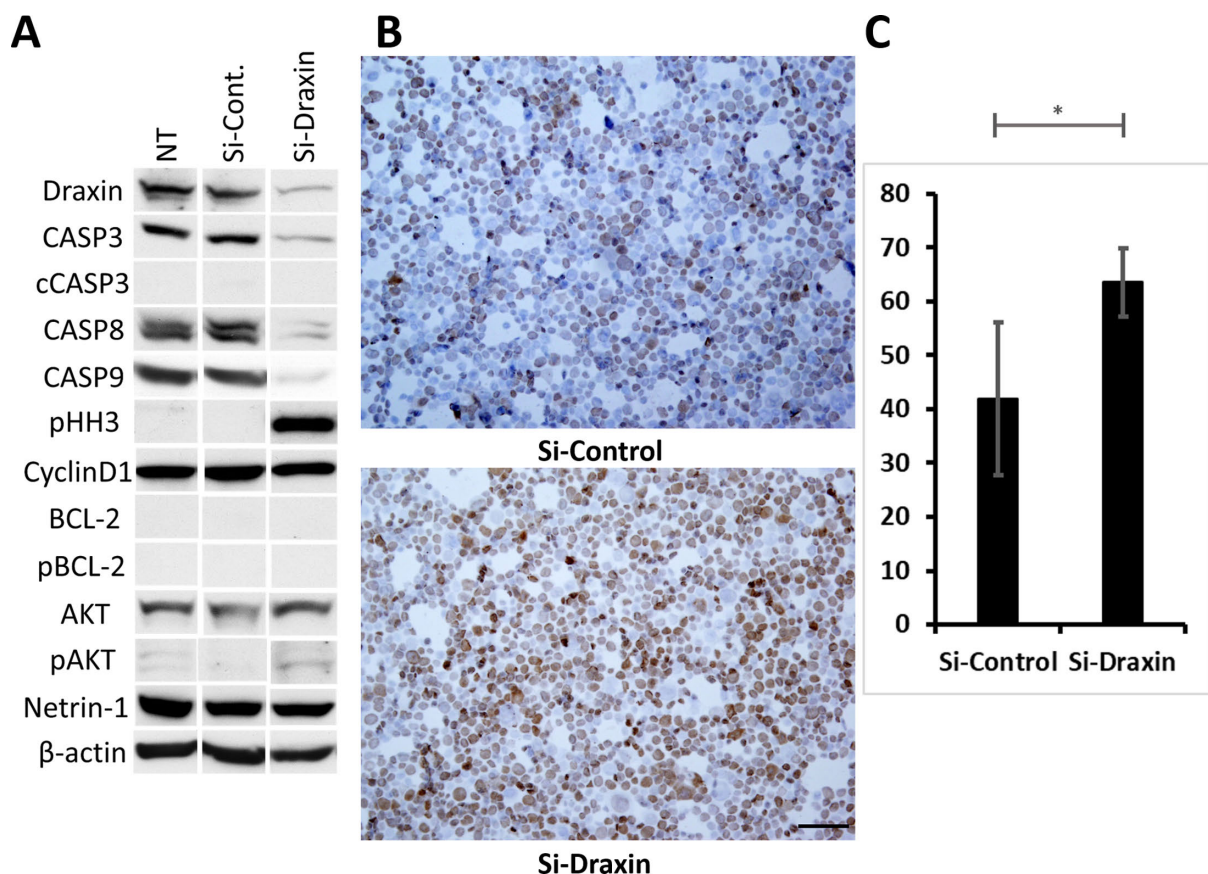 A
B
C
NT
Si-Cont.
Si-Draxin
Draxin
CASP3
cCASP3
CASP8
CASP9
pHH3
CyclinD1
BCL-2
pBCL-2
AKT
pAKT
Netrin-1
β-actin
Si-Control
Si-Draxin
*
80
70
60
50
40
30
20
10
0
Si-Control Si-Draxin